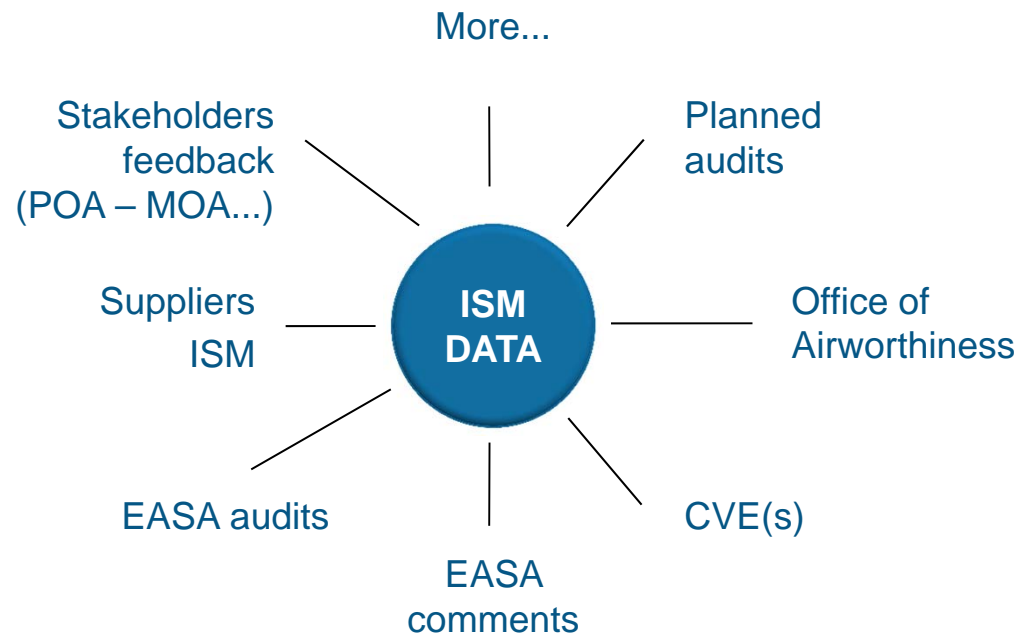 More...
Stakeholders
feedback
(POA – MOA...)
Planned
audits
Suppliers
ISM
ISM
DATA
Office of
Airworthiness
EASA audits
CVE(s)
EASA
comments